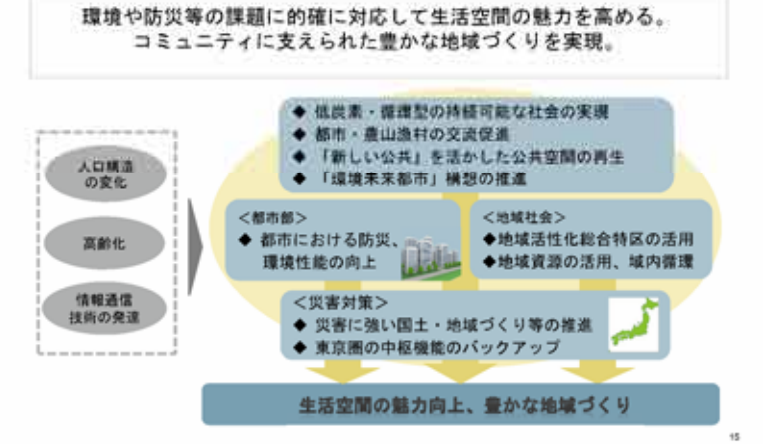 環境や防災等の課題に的確に対応して生活空間の魅力を高める。
コミュニティに支えられた豊かな地域づくりを実現。
◆ 低炭素・循環型の持続可能な社会の実現
◆ 都市・農山漁村の交流促進
◆ 「新しい公共」を活かした公共空間の再生
◆ 「環境未来都市」構想の推進
人口構造
の変化
高齢化
情報通信
技術の発達
＜都市部＞
◆ 都市における防災、
環境性能の向上
＜地域社会＞
◆地域活性化総合特区の活用
◆地域資源の活用、域内循環
＜災害対策＞
◆ 災害に強い国土・地域づくり等の推進
◆ 東京圏の中枢機能のバックアップ
生活空間の魅力向上、豊かな地域づくり
15